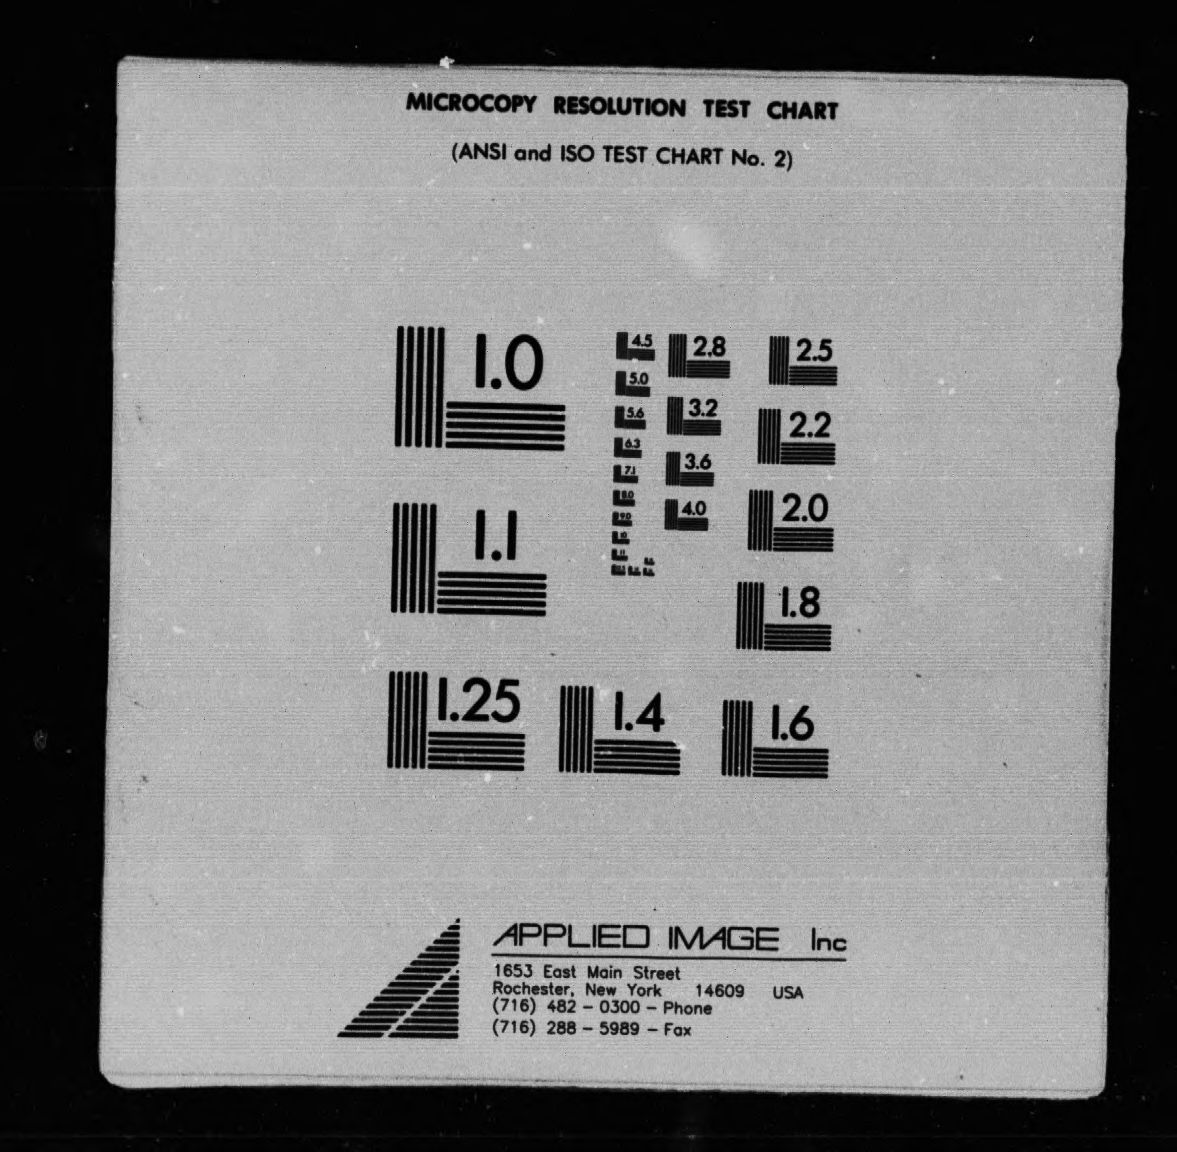 MICROCOPY RESOLUTION TEST CHART
(ANSI and ISO TEST CHART No. 2)
1.0
4.5 2.8 2.5
5.0
5.6 3.2 2.2
6.3
7.1 3.6
8.0
9.0 4.0 2.0
10
11
1.1
1.8
1.25 1.4 1.6
APPLIED IMAGE Inc
1653 East Main Street
Rochester, New York 14609 USA
(716) 482 - 0300 - Phone
(716) 288 - 5989 - Fax